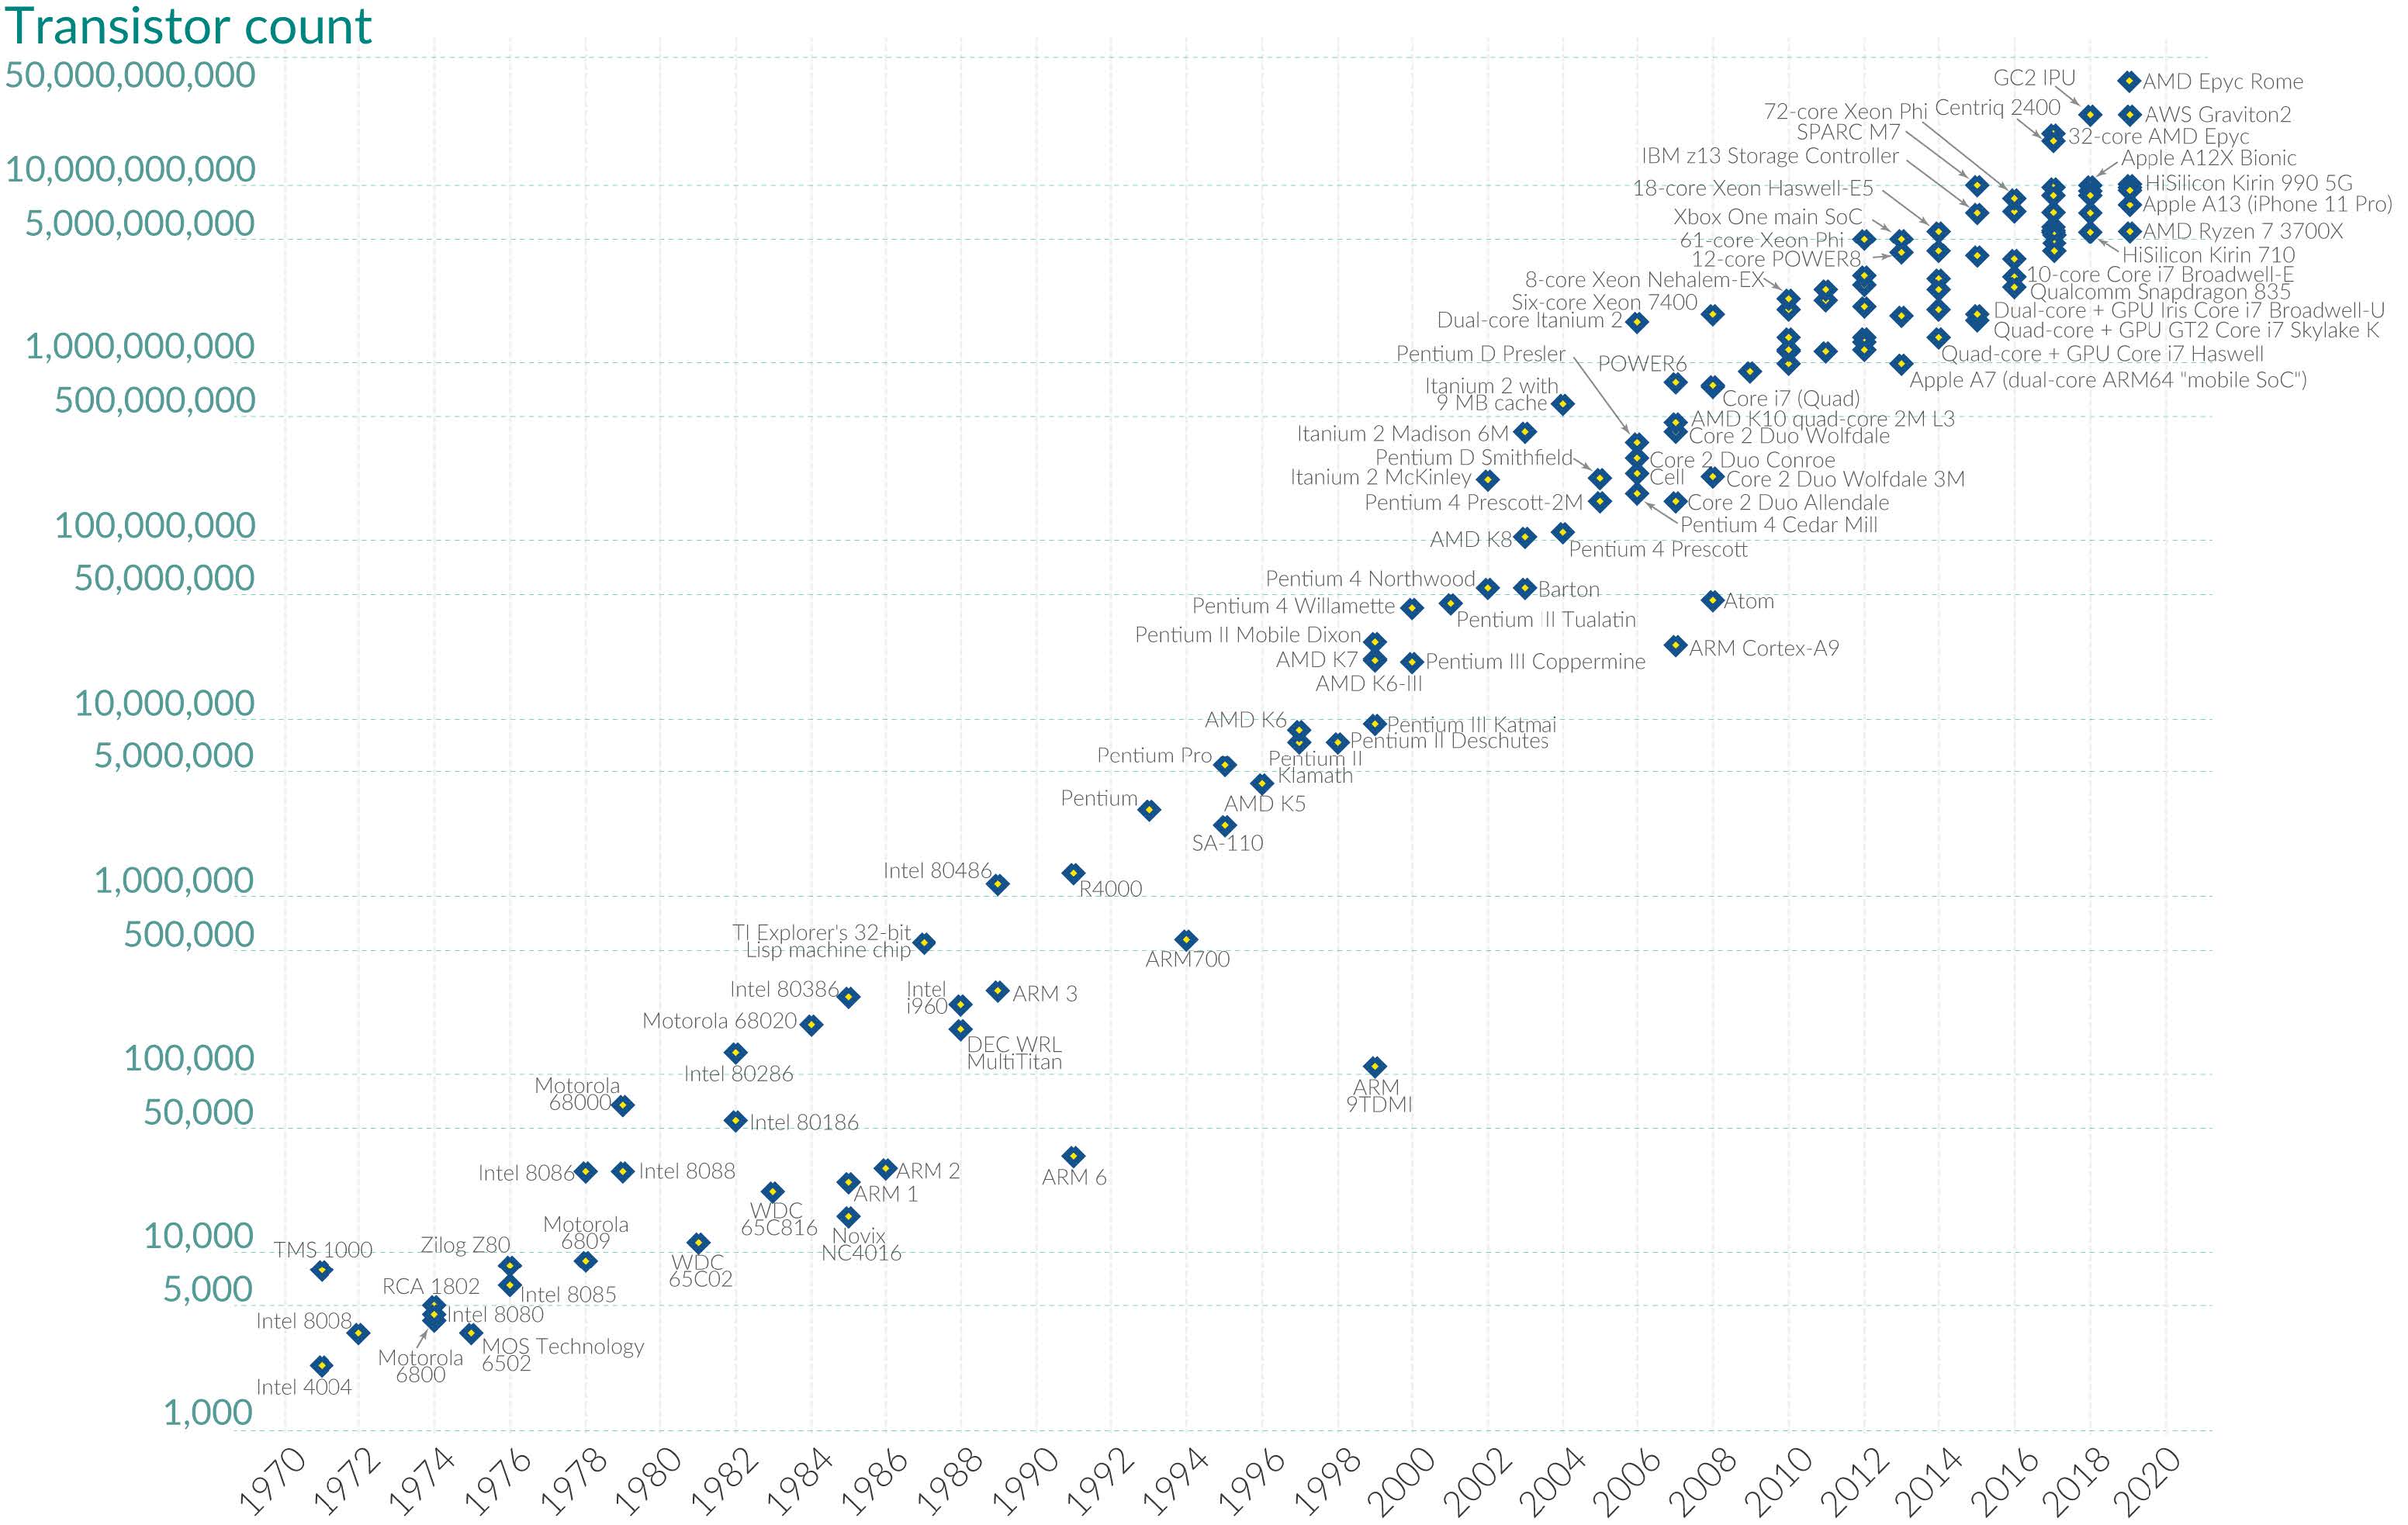 Transistor count
50,000,000,000
10,000,000,000
5,000,000,000
1,000,000,000
500,000,000
100,000,000
50,000,000
10,000,000
5,000,000
1,000,000
500,000
100,000
50,000
10,000
5,000
1,000
GC2 IPU
AMD Epyc Rome
72-core Xeon Phi
Centriq 2400
AWS Graviton2
SPARC M7
32-core AMD Epyc
IBM z13 Storage Controller
Apple A12X Bionic
18-core Xeon Haswell-E5
HiSilicon Kirin 990 5G
Xbox One main SoC
Apple A13 (iPhone 11 Pro)
61-core Xeon Phi
AMD Ryzen 7 3700X
12-core POWER8
HiSilicon Kirin 710
8-core Xeon Nehalem-EX
10-core Core i7 Broadwell-E
Six-core Xeon 7400
Qualcomm Snapdragon 835
Dual-core Itanium 2
Dual-core + GPU Iris Core i7 Broadwell-U
Quad-core + GPU GT2 Core i7 Skylake K
Pentium D Presler
Quad-core + GPU Core i7 Haswell
POWER6
Apple A7 (dual-core ARM64 "mobile SoC")
Itanium 2 with
9 MB cache
Core i7 (Quad)
AMD K10 quad-core 2M L3
Itanium 2 Madison 6M
Core 2 Duo Wolfdale
Pentium D Smithfield
Core 2 Duo Conroe
Itanium 2 McKinley
Cell
Core 2 Duo Wolfdale 3M
Pentium 4 Prescott-2M
Core 2 Duo Allendale
Pentium 4 Cedar Mill
AMD K8
Pentium 4 Prescott
Pentium 4 Northwood
Barton
Pentium 4 Willamette
Atom
Pentium III Tualatin
Pentium II Mobile Dixon
ARM Cortex-A9
AMD K7
Pentium III Coppermine
AMD K6-III
AMD K6
Pentium III Katmai
Pentium II Deschutes
Pentium Pro
Pentium II
Klamath
Pentium
AMD K5
SA-110
Intel 80486
R4000
TI Explorer's 32-bit
Lisp machine chip
ARM700
Intel 80386
Intel
i960
ARM 3
Motorola 68020
DEC WRL
MultiTitan
Intel 80286
Motorola
68000
ARM
9TDMI
Intel 80186
Intel 8086
Intel 8088
ARM 2
ARM 6
ARM 1
WDC
65C816
Motorola
6809
Novix
NC4016
TMS 1000
Zilog Z80
WDC
65C02
RCA 1802
Intel 8085
Intel 8008
Intel 8080
MOS Technology
6502
Motorola
6800
Intel 4004
1970
1972
1974
1976
1978
1980
1982
1984
1986
1988
1990
1992
1994
1996
1998
2000
2002
2004
2006
2008
2010
2012
2014
2016
2018
2020